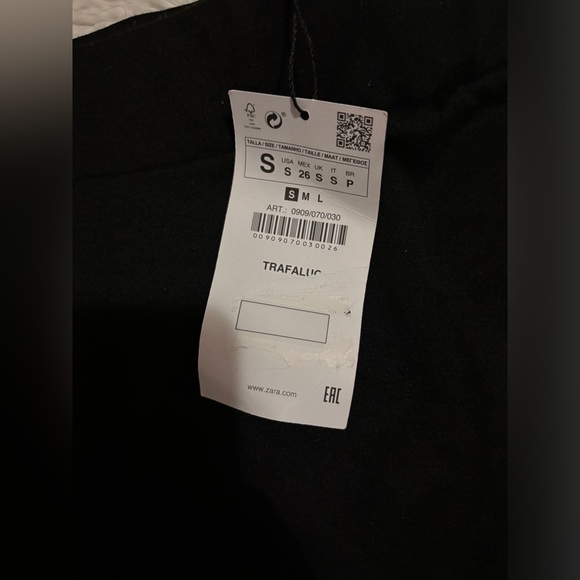 TALLA / SIZE / TAMANHO / TAILLE / MAAT / ΜΕΓΕΘΟΣ
S USA S MEX 26 UK S IT S BR P
S M L
ART.: 0909/070/030
00909070030026
TRAFALUC
www.zara.com
EAC